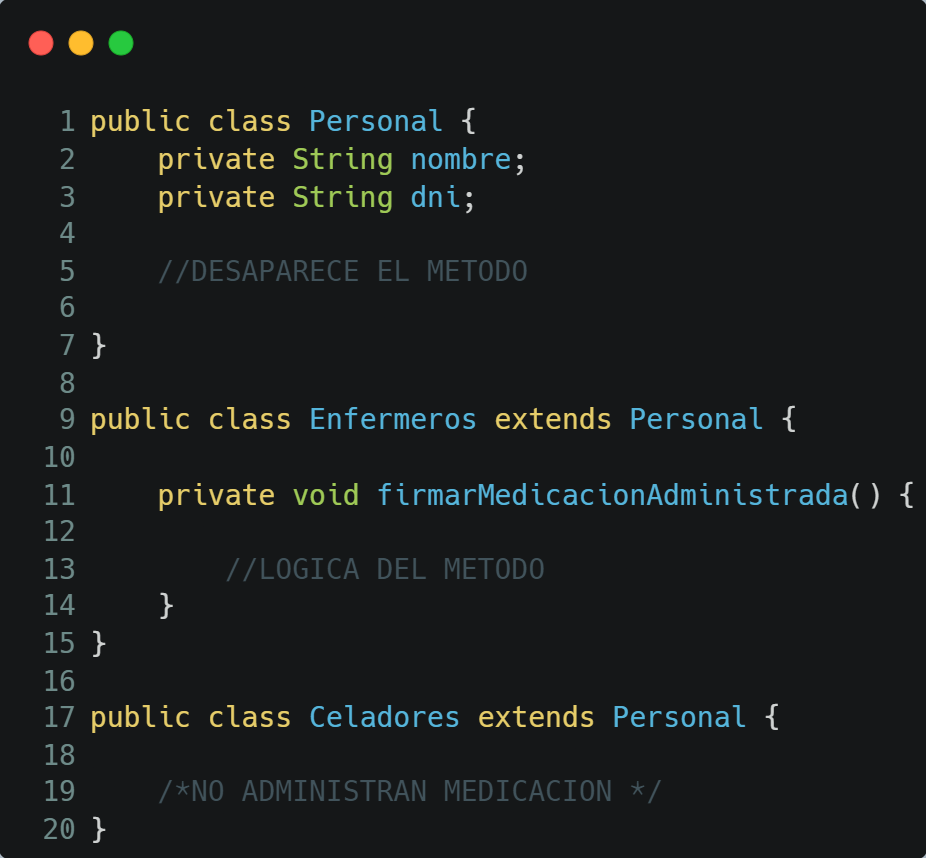 1 public class Personal {
2     private String nombre;
3     private String dni;
4
5     //DESAPARECE EL METODO
6
7 }
8
9 public class Enfermeros extends Personal {
10
11     private void firmarMedicacionAdministrada() {
12
13         //LOGICA DEL METODO
14     }
15 }
16
17 public class Celadores extends Personal {
18
19     /*NO ADMINISTRAN MEDICACION */
20 }